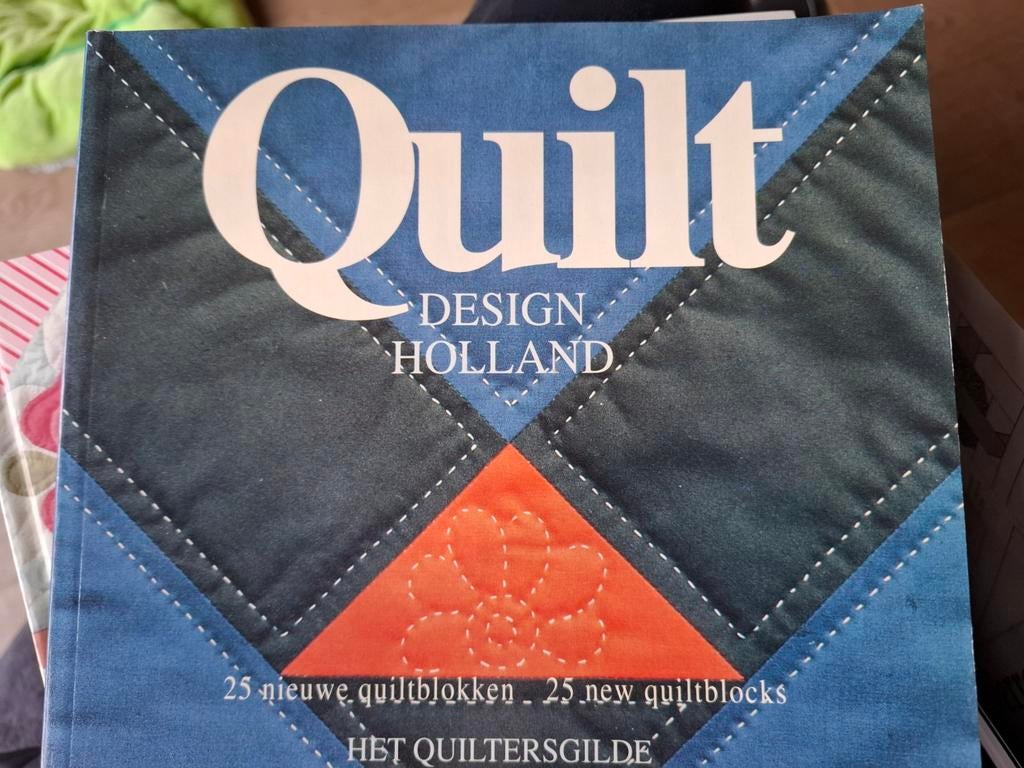 Quilt
DESIGN
HOLLAND
25 nieuwe quiltblokken 25 new quiltblocks
HET QUILTERSGILDE